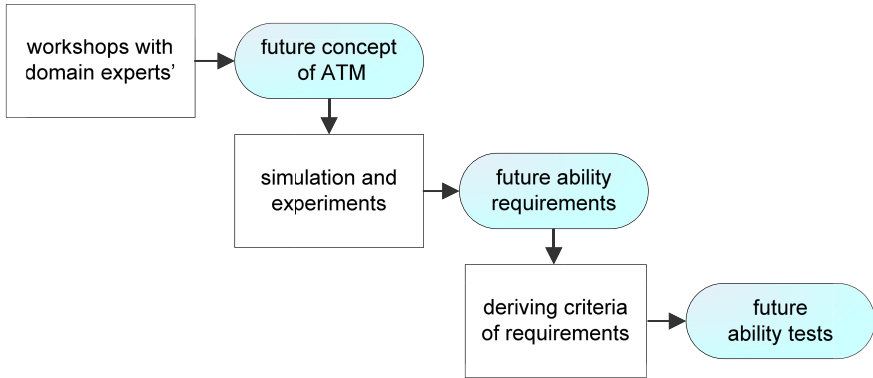 workshops with
domain experts’
future concept
of ATM
simulation and
experiments
future ability
requirements
deriving criteria
of requirements
future
ability tests